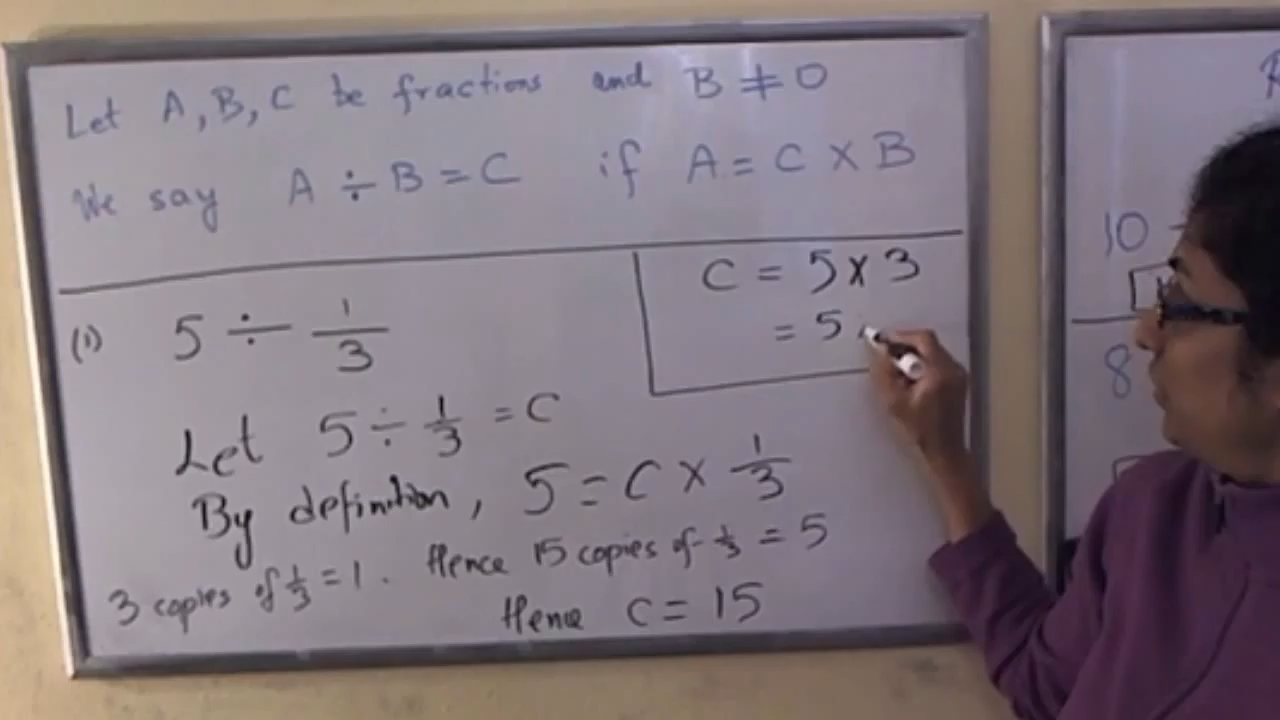 Let A, B, C be fractions and B ≠ 0
We say A ÷ B = C if A = C × B
C = 5 × 3
= 5
(1) 5 ÷ 1/3
Let 5 ÷ 1/3 = C
By definition, 5 = C × 1/3
3 copies of 1/3 = 1. Hence 15 copies of 1/3 = 5
Hence C = 15
10
8